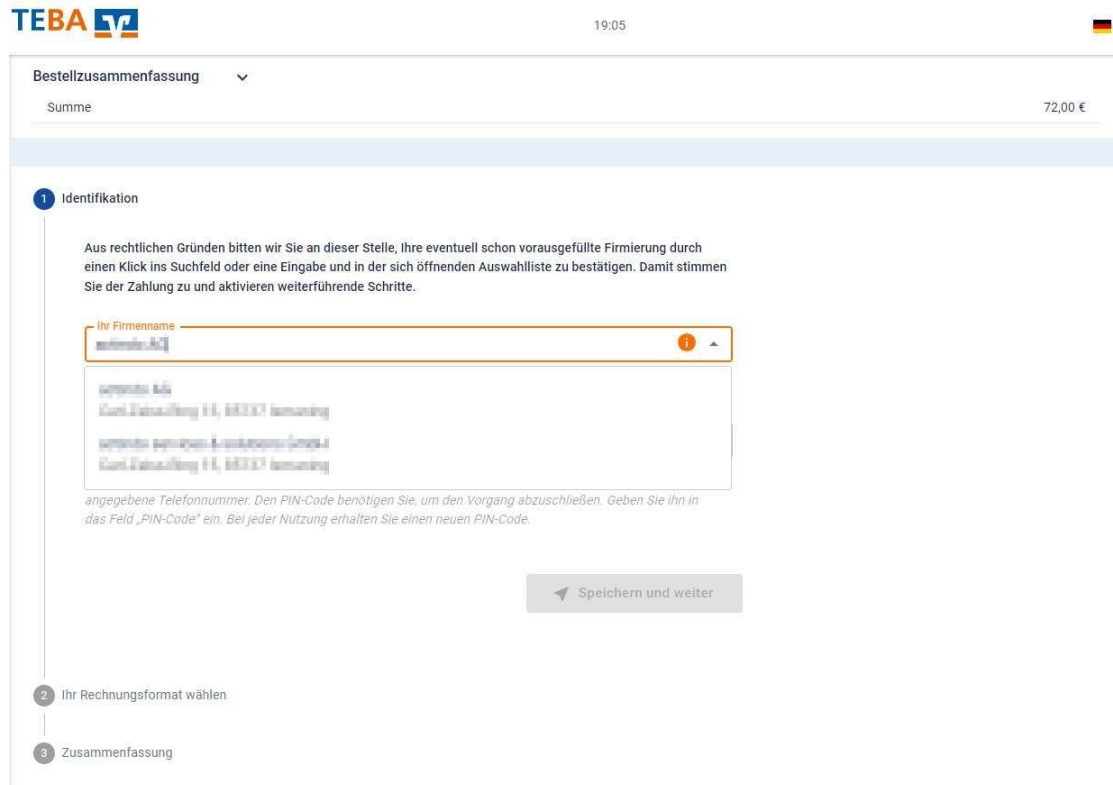 TEBA
19:05
Bestellzusammenfassung
Summe 72,00 €
1 Identifikation
Aus rechtlichen Gründen bitten wir Sie an dieser Stelle, Ihre eventuell schon vorausgefüllte Firmierung durch
einen Klick ins Suchfeld oder eine Eingabe und in der sich öffnenden Auswahlliste zu bestätigen. Damit stimmen
Sie der Zahlung zu und aktivieren weiterführende Schritte.
Ihr Firmenname
i
angegebene Telefonnummer. Den PIN-Code benötigen Sie, um den Vorgang abzuschließen. Geben Sie ihn in
das Feld „PIN-Code" ein. Bei jeder Nutzung erhalten Sie einen neuen PIN-Code.
Speichern und weiter
2 Ihr Rechnungsformat wählen
3 Zusammenfassung